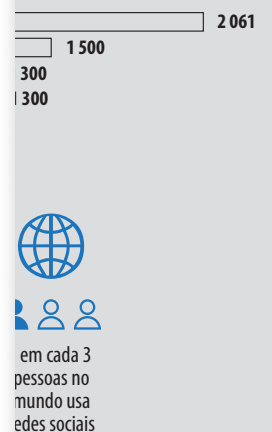 2 061
1 500
300
300
em cada 3
pessoas no
mundo usa
edes sociais